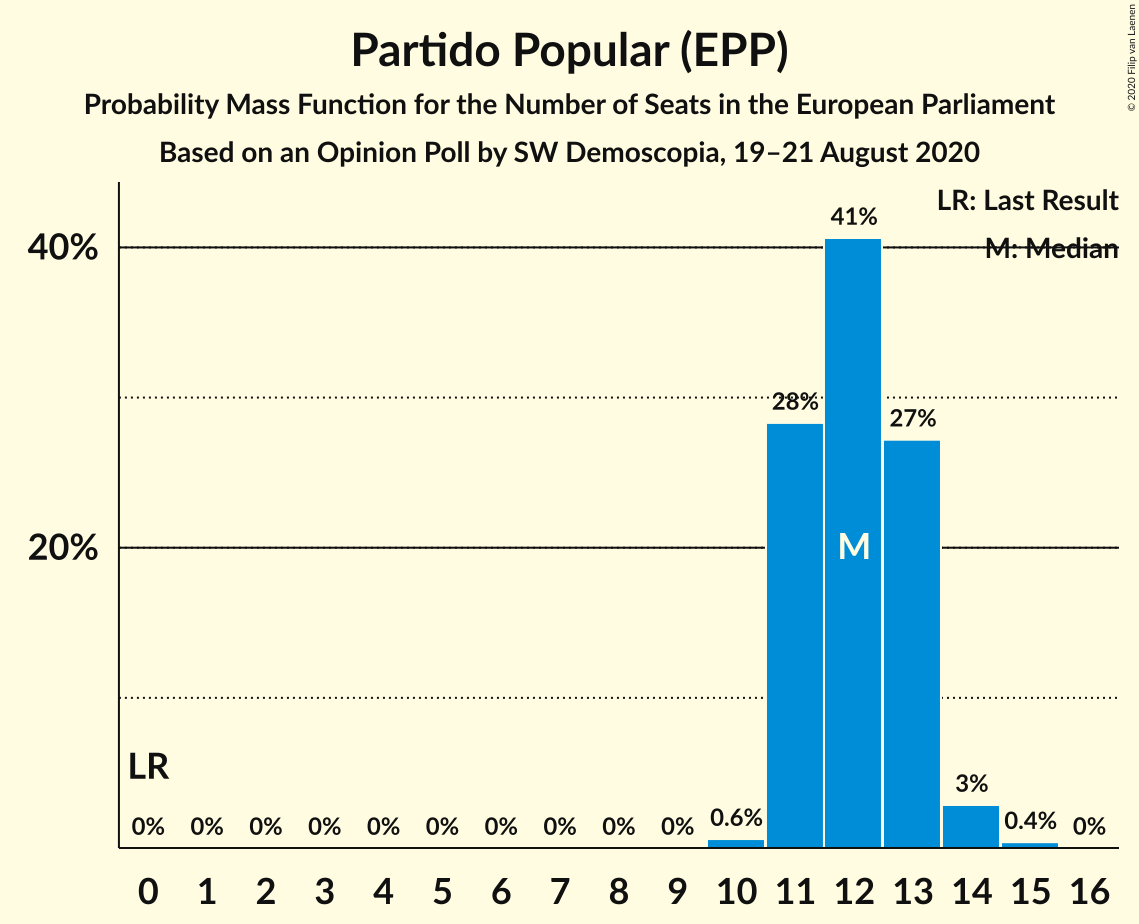 Partido Popular (EPP)
Probability Mass Function for the Number of Seats in the European Parliament
Based on an Opinion Poll by SW Demoscopia, 19–21 August 2020
© 2020 Filip van Laenen
LR: Last Result
M: Median
40%
20%
41%
28%
27%
M
LR
0% 0% 0% 0% 0% 0% 0% 0% 0% 0% 0.6% 3% 0.4% 0%
0 1 2 3 4 5 6 7 8 9 10 11 12 13 14 15 16